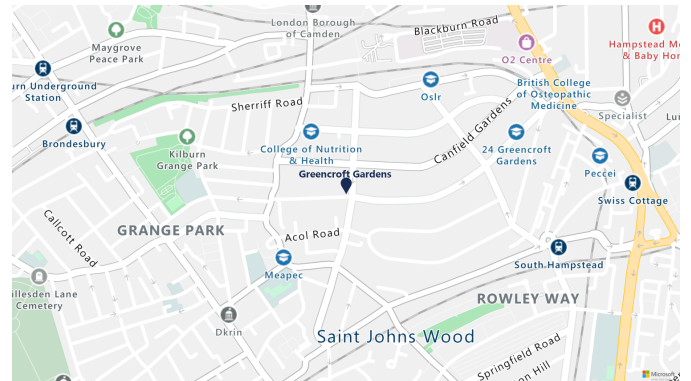 London Borough
of Camden
Blackburn Road
Maygrove
Peace Park
O2 Centre
Hampstead M
& Baby Ho
urn Underground
Station
Oslr
British College
of Osteopathic
Medicine
Sherriff Road
Specialist
Lu
Brondesbury
Canfield Gardens
College of Nutrition
& Health
24 Greencroft
Gardens
Kilburn
Grange Park
Greencroft Gardens
Peccei
Swiss Cottage
Callcott Road
GRANGE PARK
Acol Road
South Hampstead
Meapec
illesden Lane
Cemetery
ROWLEY WAY
Dkrin
Saint Johns Wood
Springfield Road
on Hill
Microsoft